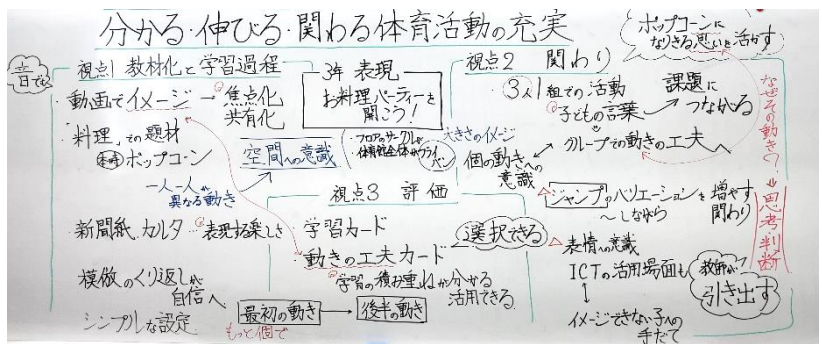 分かる・伸びる・関わる体育活動の充実
視点1 教材化と学習過程
動画でイメージ → 焦点化
共有化
"料理"での題材
ポップコーン
一人一人が
異なる動き
空間への意識
新聞紙、カルタ
表現する楽しさ
模倣のくり返しが
自信へ
シンプルな設定
3年 表現
お料理パーティーを
開こう!
フロアのサークルが
視点3 評価
学習カード
動きの工夫カード
選択できる
学習の積み重ねが分かる
活用できる
最初の動き → 後半の動き
もっと個で
視点2 関わり
ポップコーンに
なりきる思いを活かす
3人1組での活動
子どもの言葉
課題に
つながる
グループでの動きの工夫へ
大きさのイメージ
個の動きへの
意識
ジャンプのバリエーションを増やす
〜しながら
関わり
表情への意識
ICTの活用場面も
イメージできない子への
手だて
教師が
引き出す
なぜその動き?
⇒思考判断